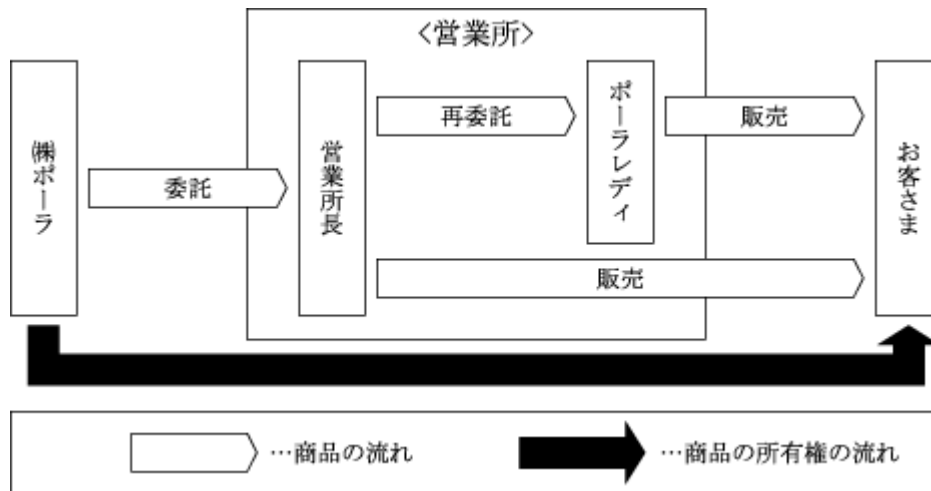 <営業所>
㈱ポーラ
委託
営業所長
再委託
ポーラレディ
販売
販売
お客さま
…商品の流れ
…商品の所有権の流れ